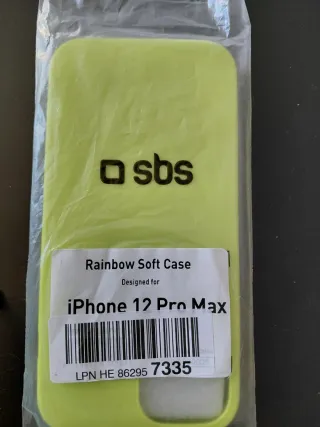 sbs
Rainbow Soft Case
Designed for
iPhone 12 Pro Max
LPN HE 86295 7335